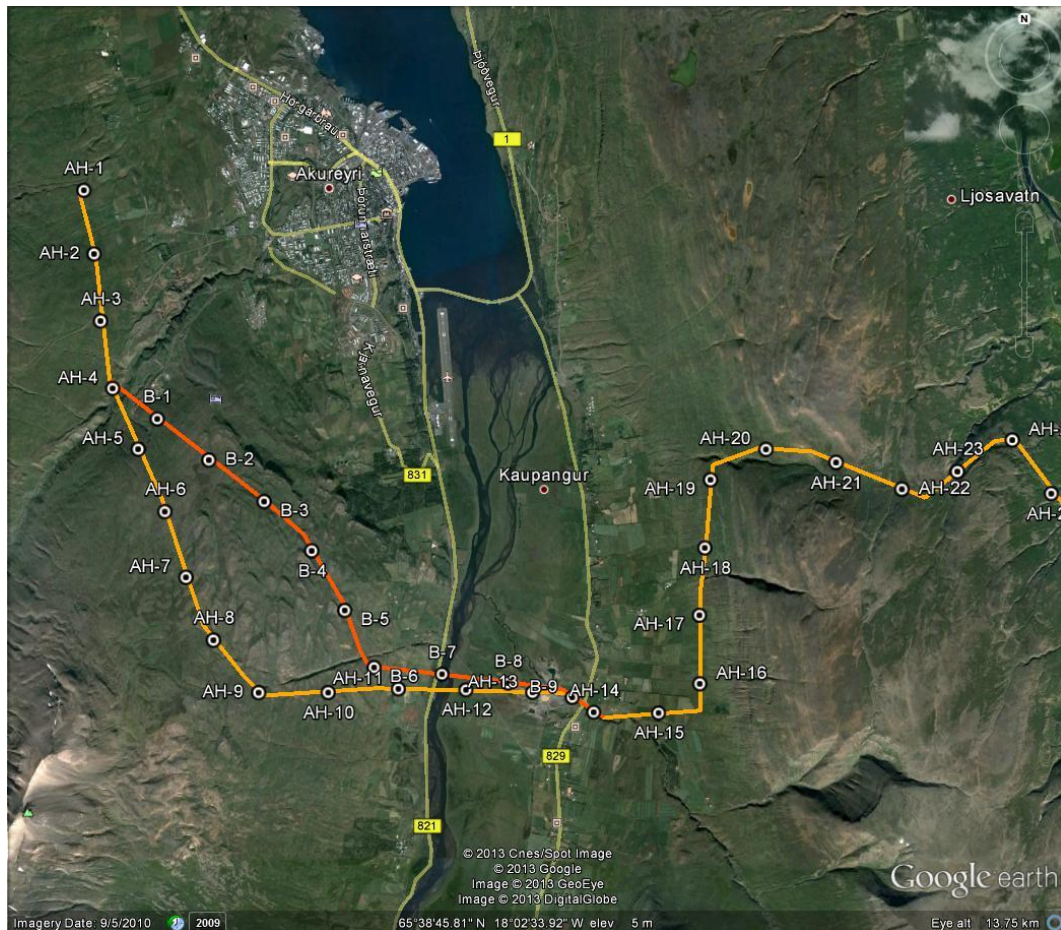 Hörgárbraut
Þjóðvegur
1
AH-1
Akureyri
Ljosavatn
Þórunnarstræti
AH-2
AH-3
AH-4
B-1
Kjarnavegur
AH-5
B-2
AH-20
AH-23
831
Kaupangur
AH-19
AH-21
AH-22
AH-6
B-3
B-4
AH-18
AH-7
B-5
AH-17
AH-8
B-7
B-8
AH-11
B-6
AH-13
B-9
AH-14
AH-16
AH-9
AH-10
AH-12
AH-15
829
821
© 2013 Cnes/Spot Image
© 2013 Google
Image © 2013 GeoEye
Image © 2013 DigitalGlobe
Google earth
Imagery Date: 9/5/2010
2009
65°38'45.81" N 18°02'33.92" W elev 5 m
Eye alt 13.75 km
N